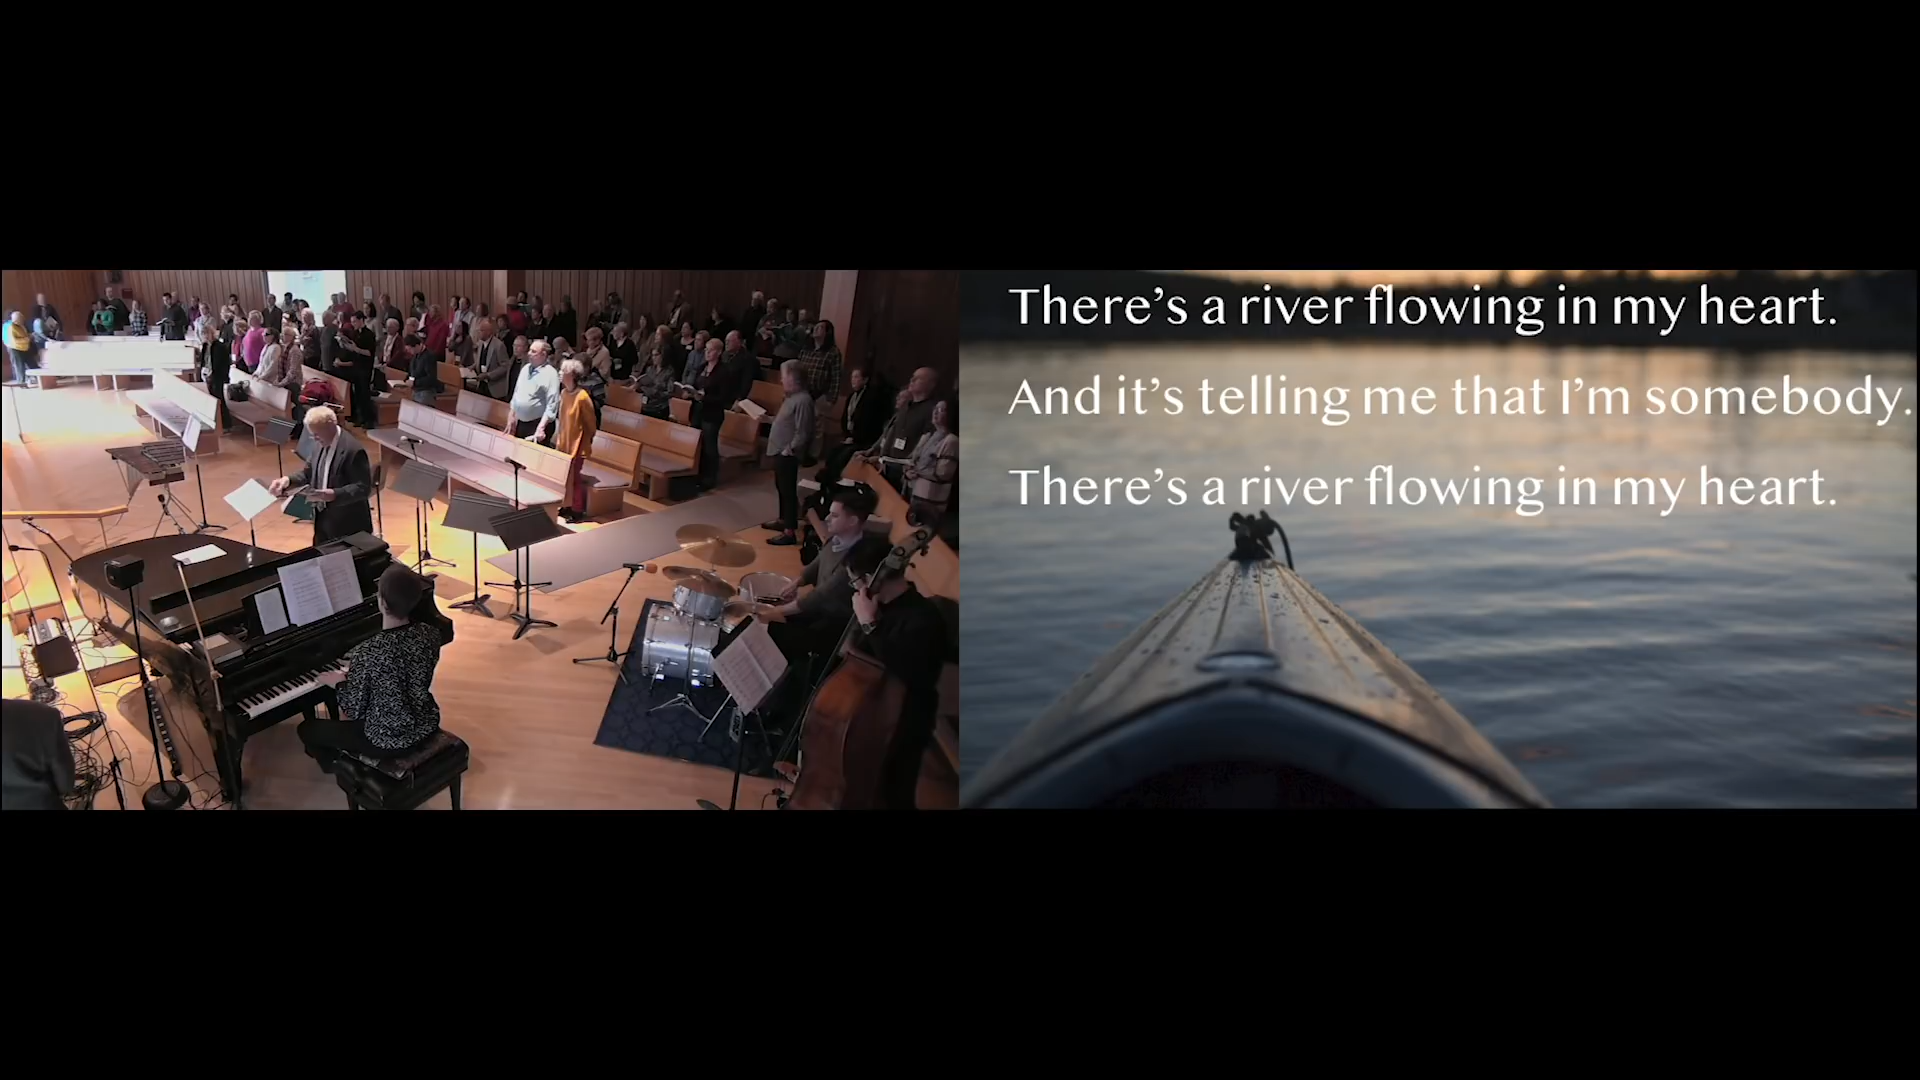 There's a river flowing in my heart.
And it's telling me that I'm somebody.
There's a river flowing in my heart.